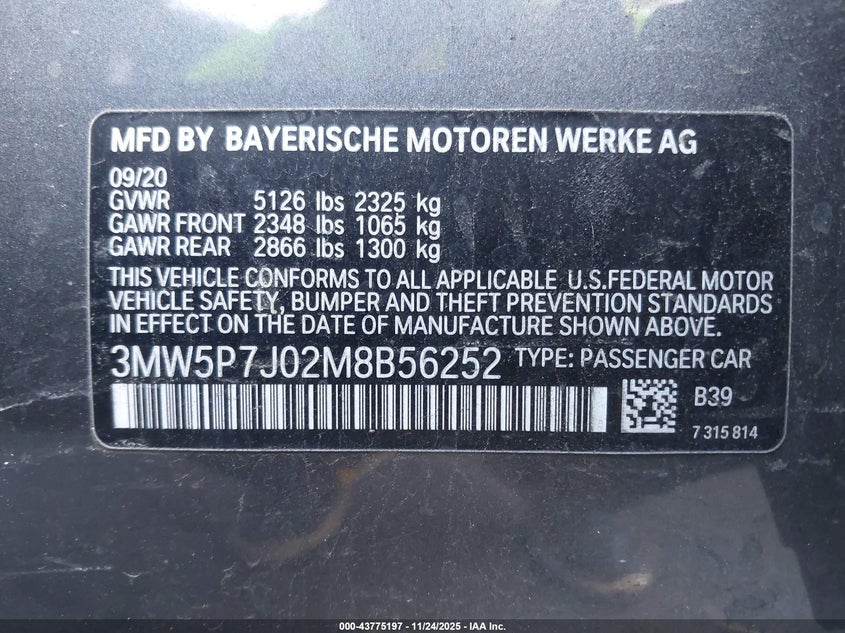 MFD BY BAYERISCHE MOTOREN WERKE AG
09/20
GVWR 5126 lbs 2325 kg
GAWR FRONT 2348 lbs 1065 kg
GAWR REAR 2866 lbs 1300 kg
THIS VEHICLE CONFORMS TO ALL APPLICABLE U.S.FEDERAL MOTOR
VEHICLE SAFETY, BUMPER AND THEFT PREVENTION STANDARDS
IN EFFECT ON THE DATE OF MANUFACTURE SHOWN ABOVE.
3MW5P7J02M8B56252 TYPE: PASSENGER CAR
B39
7 315 814
000-43775197 - 11/24/2025 - IAA Inc.